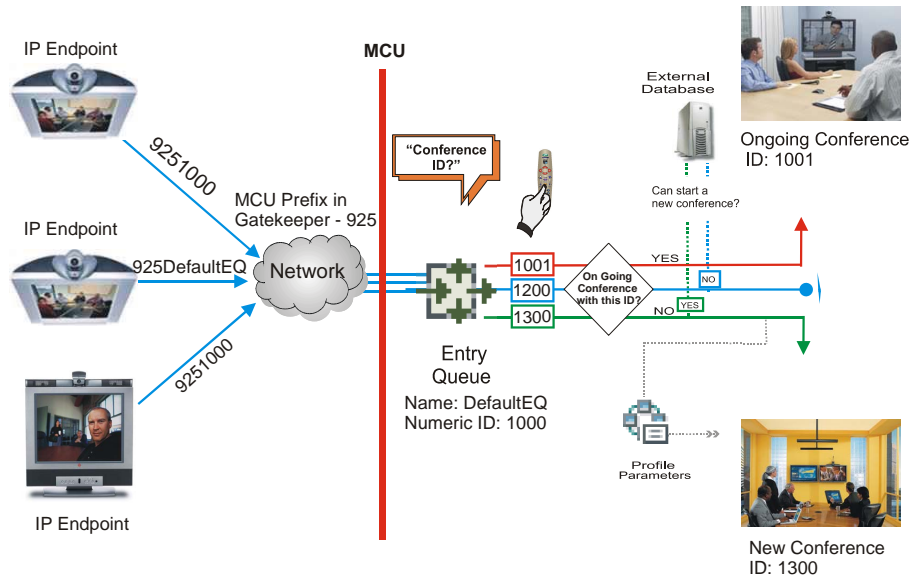 IP Endpoint
9251000
IP Endpoint
925DefaultEQ
9251000
IP Endpoint
MCU Prefix in
Gatekeeper - 925
Network
MCU
“Conference
ID?”
Entry
Queue
Name: DefaultEQ
Numeric ID: 1000
1001
1200
1300
On Going
Conference
with this ID?
YES
NO
External
Database
Can start a
new conference?
NO
YES
Profile
Parameters
Ongoing Conference
ID: 1001
New Conference
ID: 1300